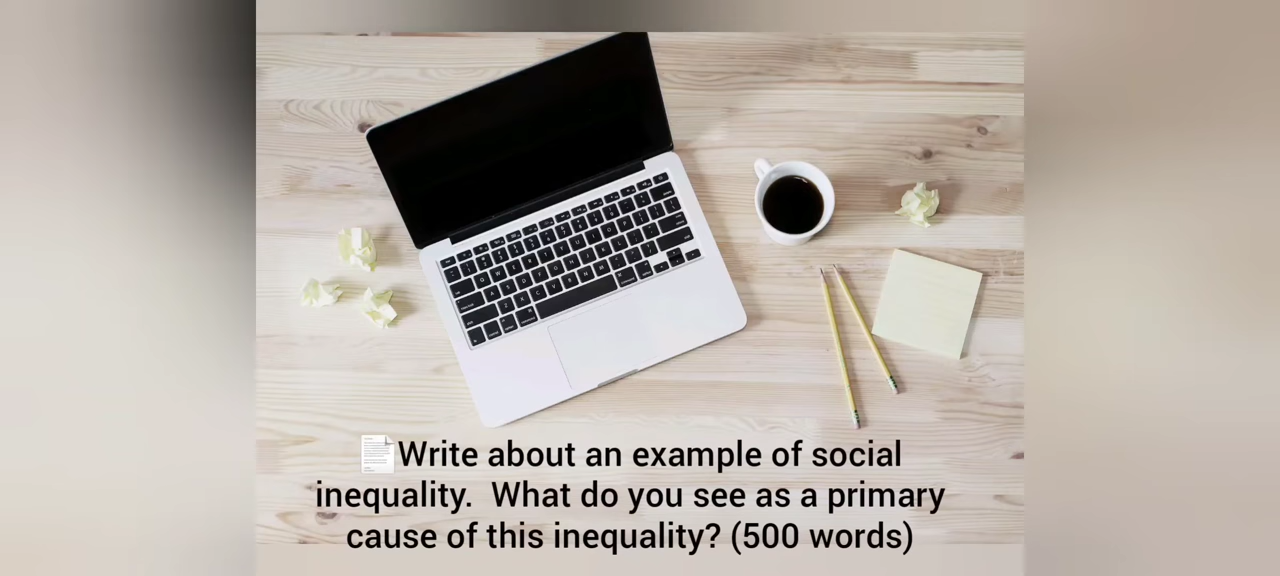 Write about an example of social
inequality. What do you see as a primary
cause of this inequality? (500 words)